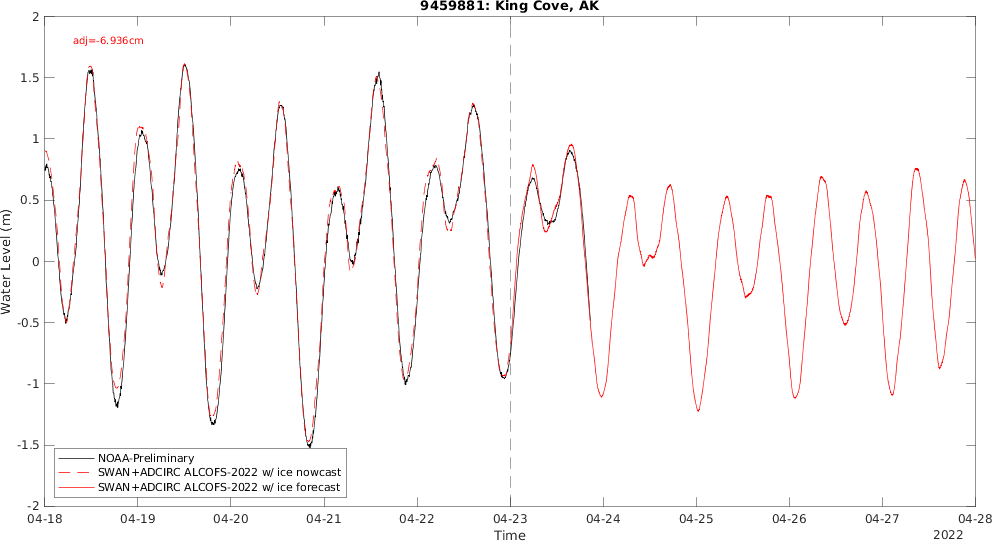 9459881: King Cove, AK
adj=-6.936cm
Water Level (m)
2
1.5
1
0.5
0
-0.5
-1
-1.5
-2
NOAA-Preliminary
SWAN+ADCIRC ALCOFS-2022 w/ ice nowcast
SWAN+ADCIRC ALCOFS-2022 w/ ice forecast
04-18 04-19 04-20 04-21 04-22 04-23 04-24 04-25 04-26 04-27 04-28
Time
2022